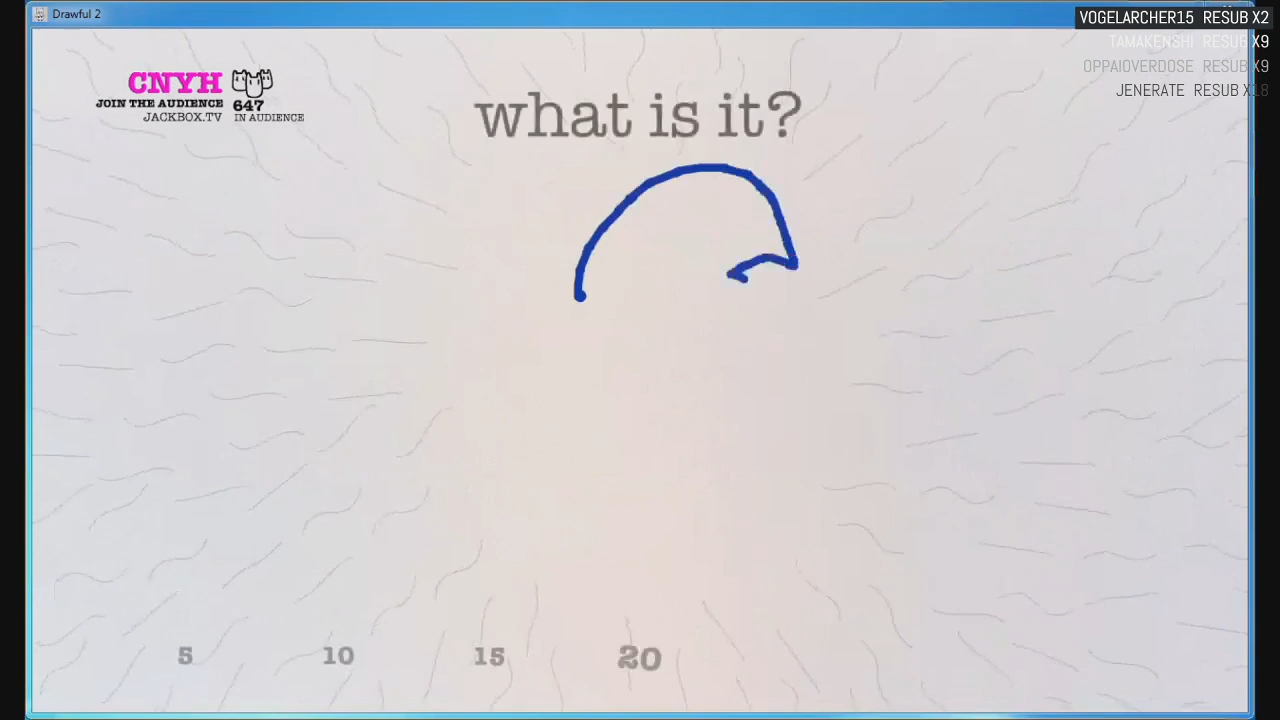 Drawful 2
VOGELARCHER15 RESUB X2
TAMAKENSHI RESUB X9
OPPAIOVERDOSE RESUB X9
JENERATE RESUB X18
CNYH
JOIN THE AUDIENCE 647
JACKBOX.TV IN AUDIENCE
what is it?
5 10 15 20